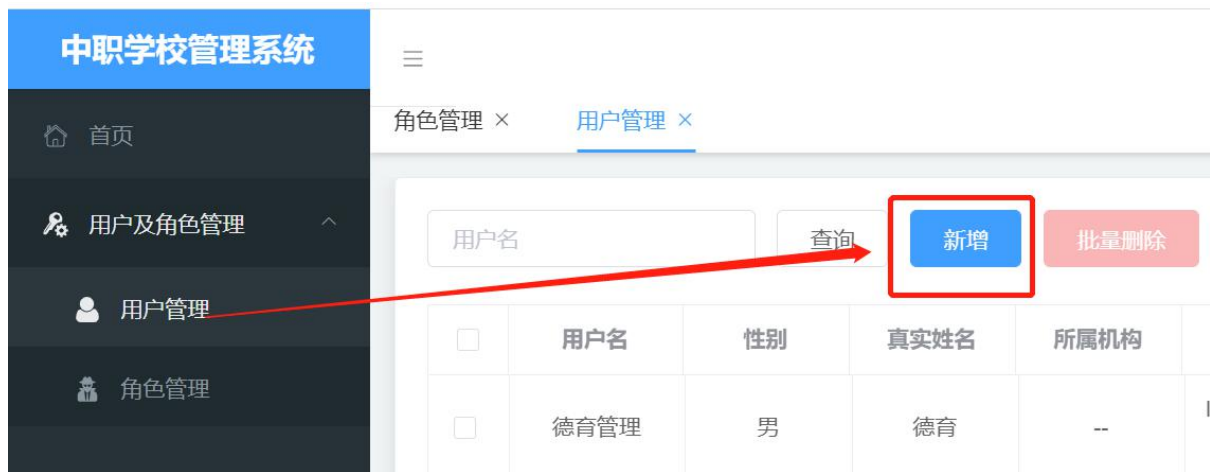 中职学校管理系统
首页
用户及角色管理
用户管理
角色管理
角色管理 × 用户管理 ×
用户名 查询 新增 批量删除
用户名 性别 真实姓名 所属机构
德育管理 男 德育 --